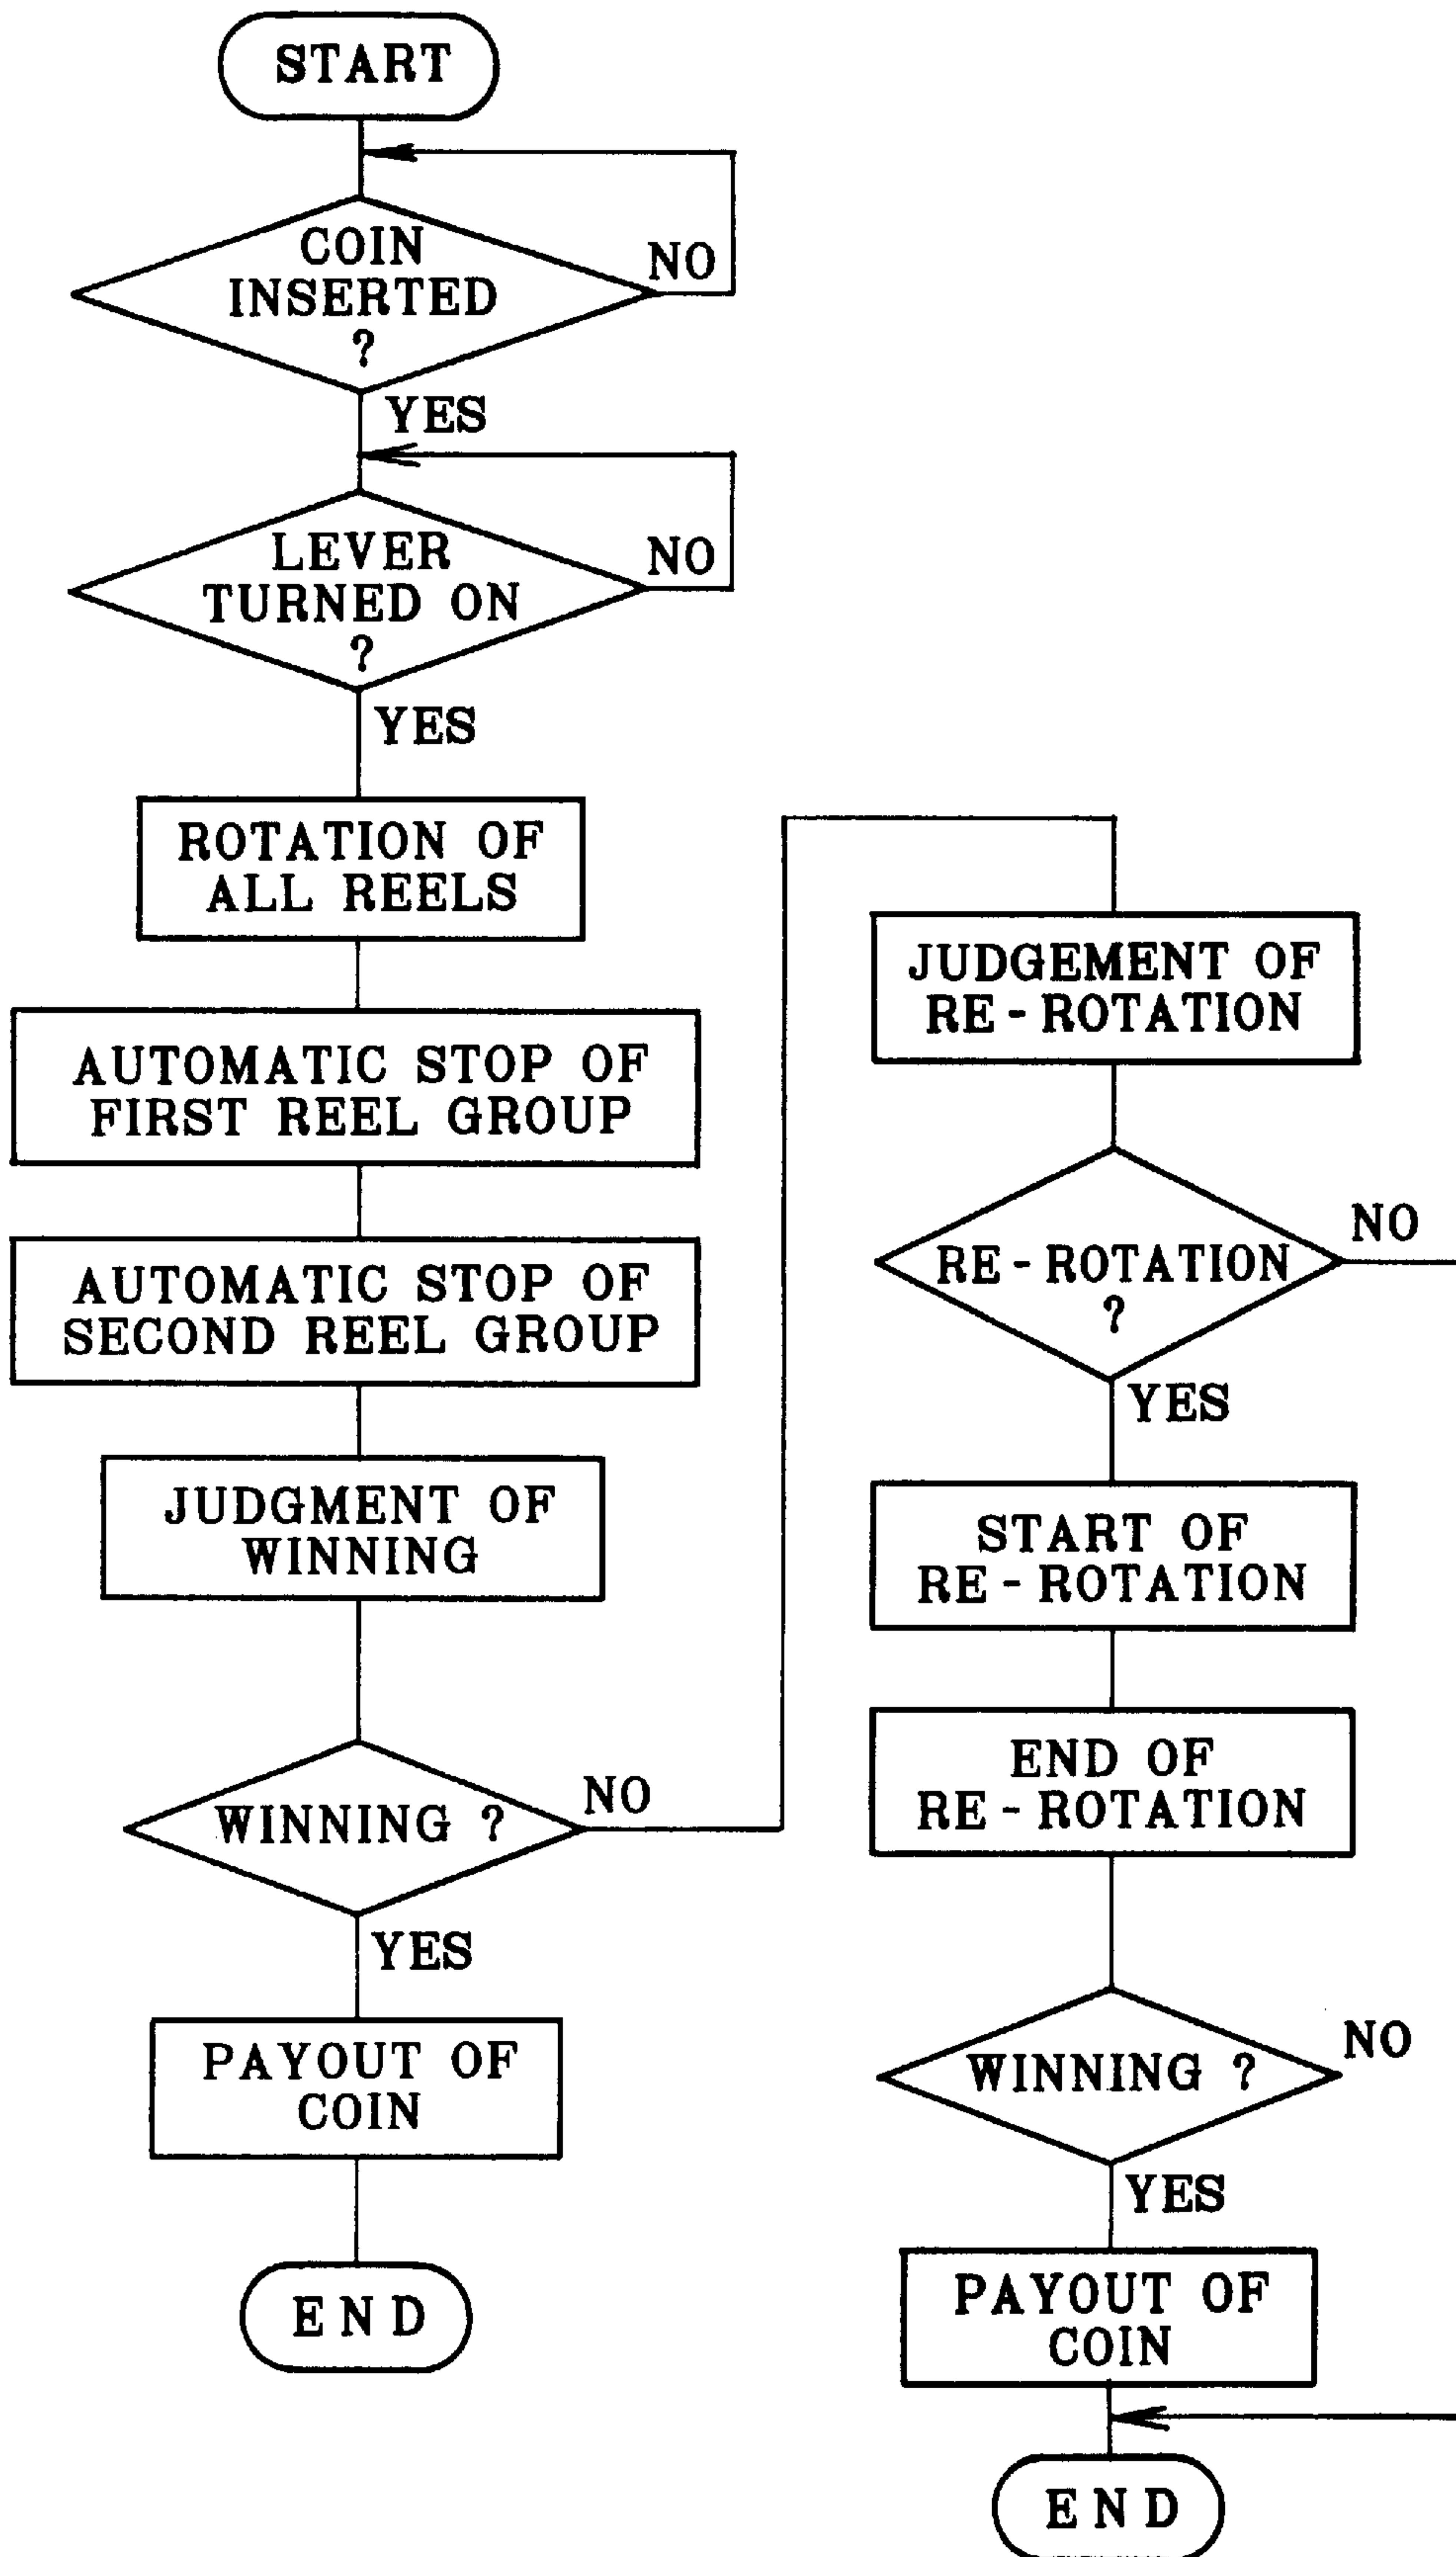 START
COIN
INSERTED
?
NO
YES
LEVER
TURNED ON
?
NO
YES
ROTATION OF
ALL REELS
AUTOMATIC STOP OF
FIRST REEL GROUP
AUTOMATIC STOP OF
SECOND REEL GROUP
JUDGMENT OF
WINNING
WINNING ?
NO
YES
PAYOUT OF
COIN
END
JUDGEMENT OF
RE-ROTATION
RE-ROTATION
?
NO
YES
START OF
RE-ROTATION
END OF
RE-ROTATION
WINNING ?
NO
YES
PAYOUT OF
COIN
END